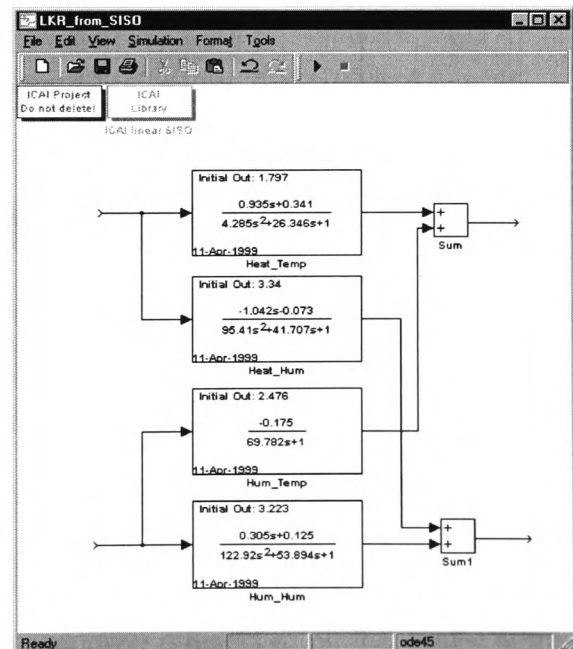 LKR_from_SISO
File Edit View Simulation Format Tools
ICAI Project
Do not delete!
ICAI
Library
ICAI linear SISO
Initial Out: 1.797
0.935s+0.341
4.285s2+26.346s+1
11-Apr-1999
Heat_Temp
Sum
Initial Out: 3.34
-1.042s-0.073
95.41s2+41.707s+1
11-Apr-1999
Heat_Hum
Initial Out: 2.476
-0.175
69.782s+1
11-Apr-1999
Hum_Temp
Initial Out: 3.223
0.305s+0.125
122.92s2+53.894s+1
11-Apr-1999
Hum_Hum
Sum1
Ready ode45